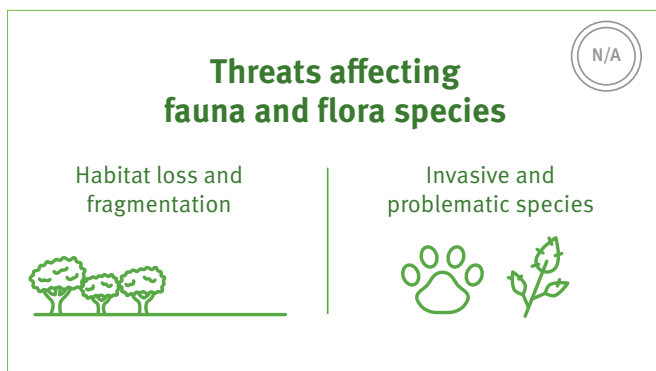 Threats affecting
fauna and flora species
N/A
Habitat loss and
fragmentation
Invasive and
problematic species